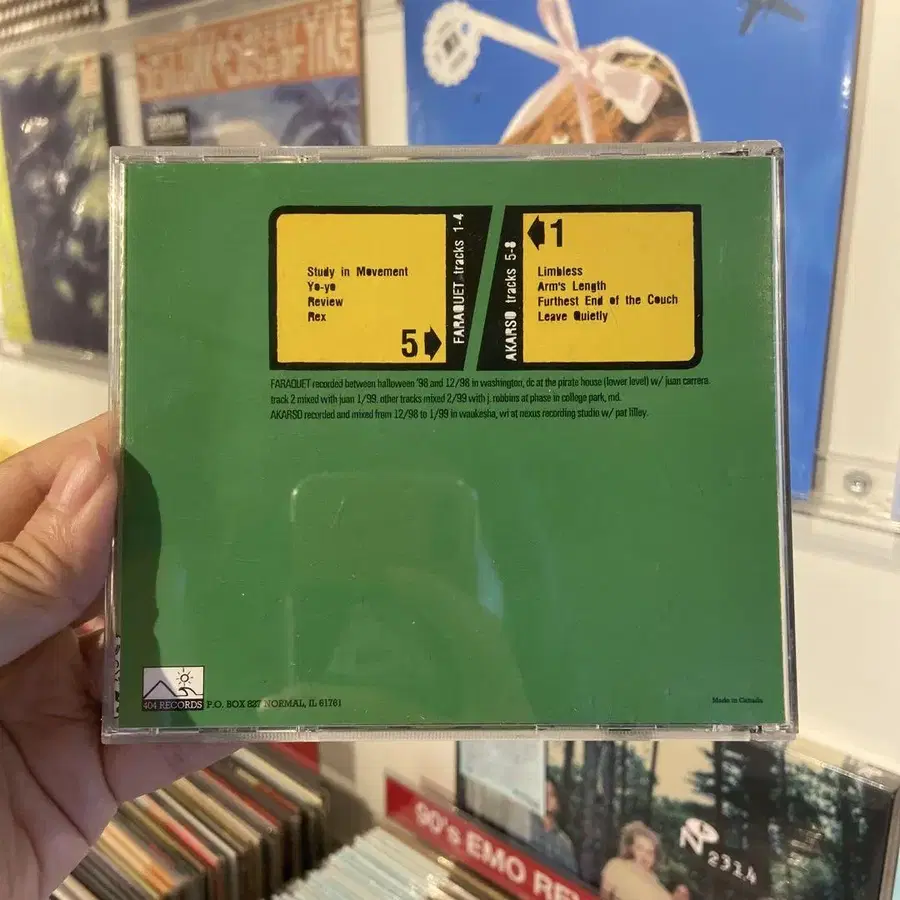 Study in Movement
Yo-yo
Review
Rex
5
FARAQUET tracks 1-4
AKARSO tracks 5-8
1
Limbless
Arm's Length
Furthest End of the Couch
Leave Quietly
FARAQUET recorded between halloween '98 and 12/98 in washington, dc at the pirate house (lower level) w/ juan carrera.
track 2 mixed with juan 1/99. other tracks mixed 2/99 with j. robbins at phase in college park, md.
AKARSO recorded and mixed from 12/98 to 1/99 in waukesha, wi at nexus recording studio w/ pat lilley.
404 RECORDS
P.O. BOX 837 NORMAL, IL 61761
Made in Canada
90's EMO RE
N 2314